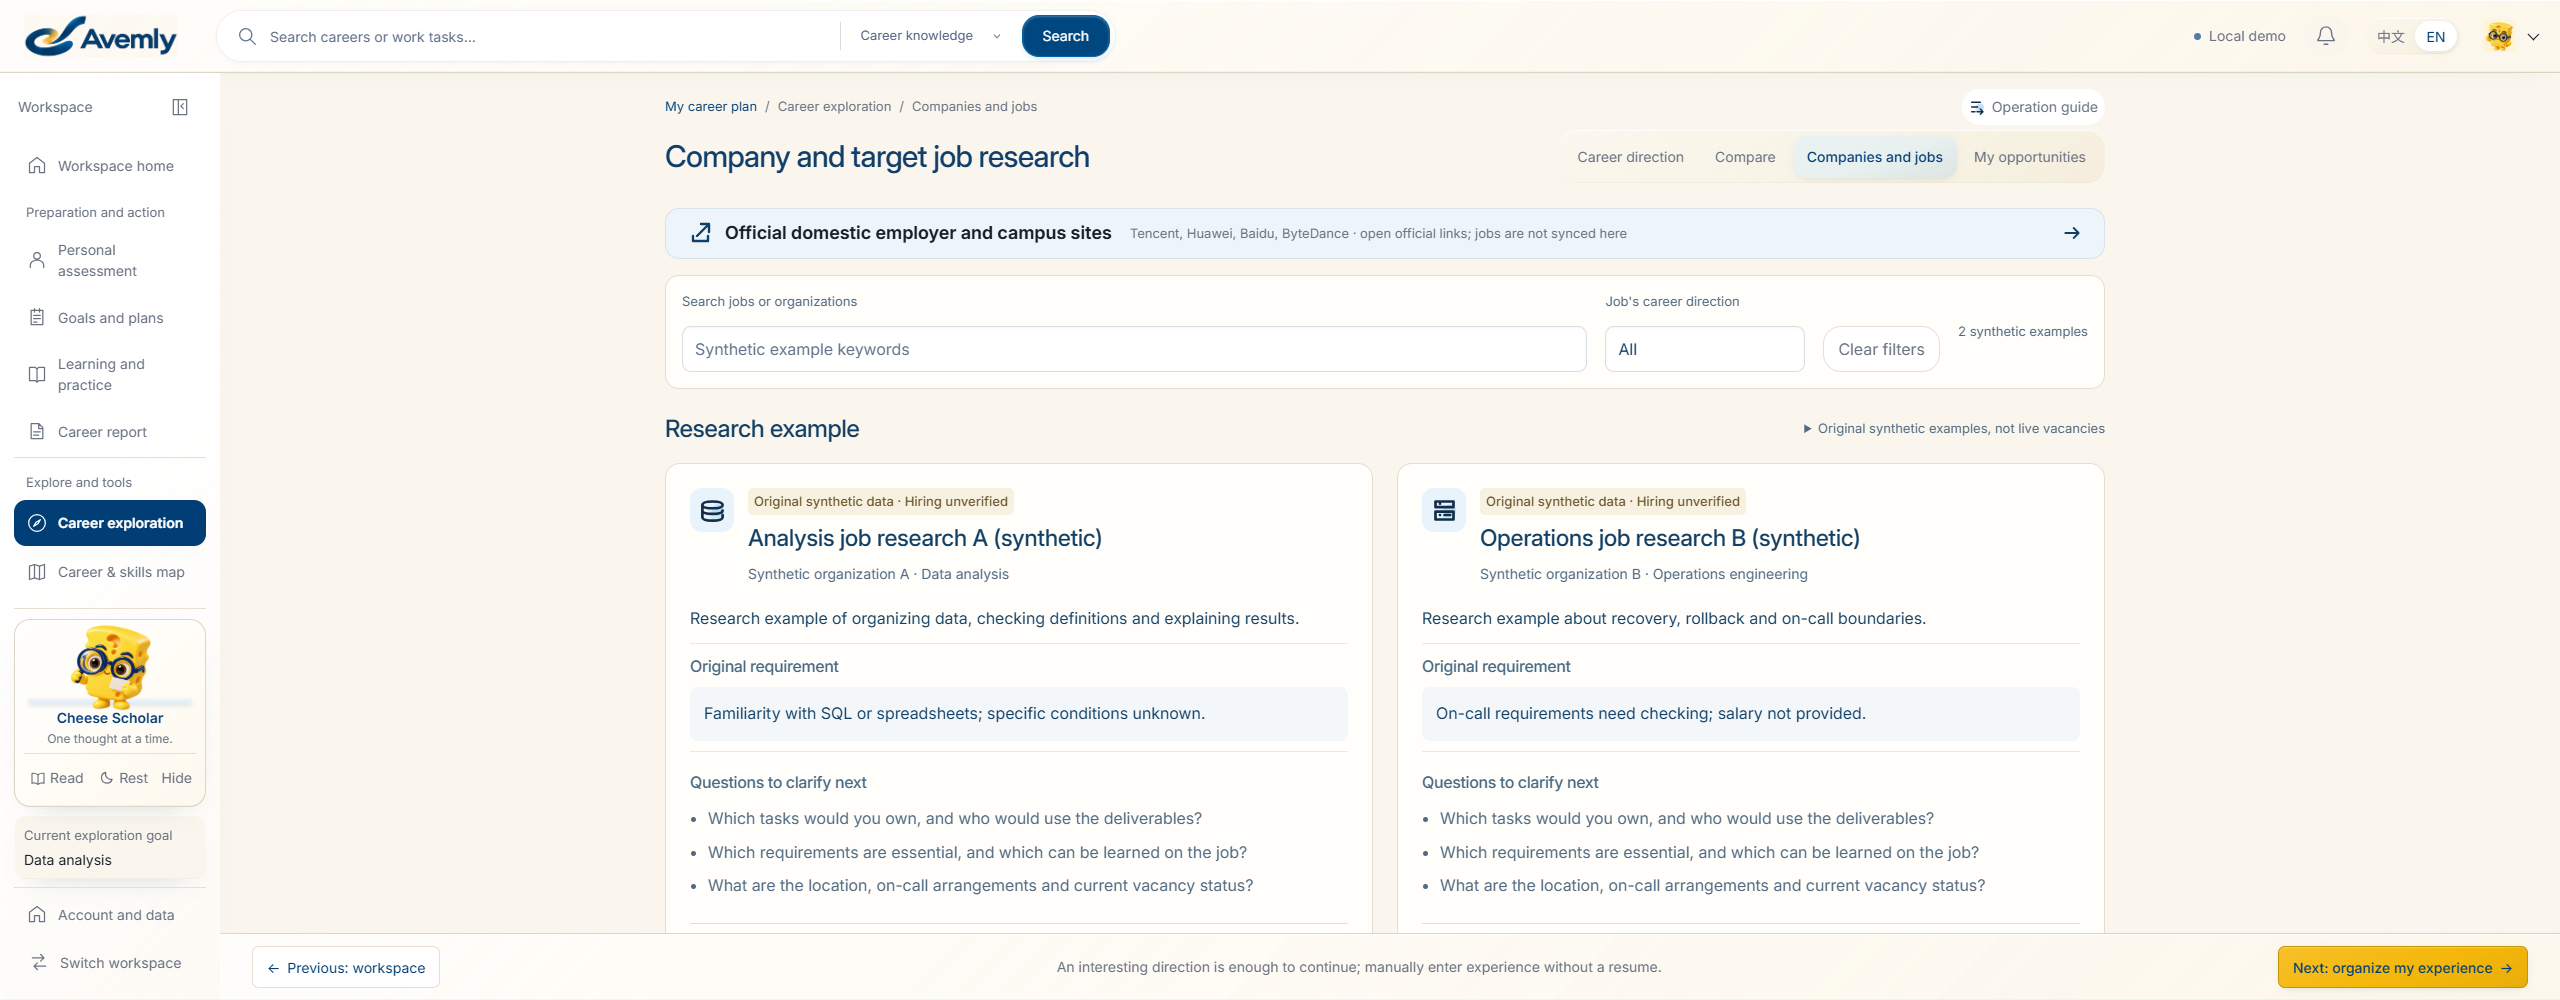 Avemly
Search careers or work tasks...
Career knowledge
Search
Local demo
中文
EN
Workspace
Workspace home
Preparation and action
Personal
assessment
Goals and plans
Learning and
practice
Career report
Explore and tools
Career exploration
Career & skills map
Cheese Scholar
One thought at a time.
Read
Rest
Hide
Current exploration goal
Data analysis
Account and data
Switch workspace
My career plan / Career exploration / Companies and jobs
Operation guide
Company and target job research
Career direction
Compare
Companies and jobs
My opportunities
Official domestic employer and campus sites
Tencent, Huawei, Baidu, ByteDance · open official links; jobs are not synced here
Search jobs or organizations
Synthetic example keywords
Job's career direction
All
Clear filters
2 synthetic examples
Research example
Original synthetic examples, not live vacancies
Original synthetic data · Hiring unverified
Analysis job research A (synthetic)
Synthetic organization A · Data analysis
Research example of organizing data, checking definitions and explaining results.
Original requirement
Familiarity with SQL or spreadsheets; specific conditions unknown.
Questions to clarify next
• Which tasks would you own, and who would use the deliverables?
• Which requirements are essential, and which can be learned on the job?
• What are the location, on-call arrangements and current vacancy status?
Original synthetic data · Hiring unverified
Operations job research B (synthetic)
Synthetic organization B · Operations engineering
Research example about recovery, rollback and on-call boundaries.
Original requirement
On-call requirements need checking; salary not provided.
Questions to clarify next
• Which tasks would you own, and who would use the deliverables?
• Which requirements are essential, and which can be learned on the job?
• What are the location, on-call arrangements and current vacancy status?
← Previous: workspace
An interesting direction is enough to continue; manually enter experience without a resume.
Next: organize my experience →